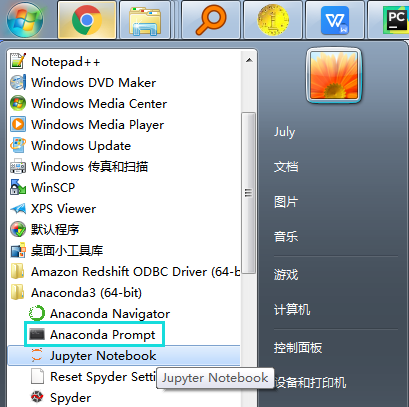 PC
Notepad++
Windows DVD Maker
Windows Media Center
Windows Media Player
Windows Update
Windows 传真和扫描
WinSCP
XPS Viewer
默认程序
桌面小工具库
Amazon Redshift ODBC Driver (64-b
Anaconda3 (64-bit)
Anaconda Navigator
Anaconda Prompt
Jupyter Notebook
Reset Spyder Setti
Jupyter Notebook
Spyder
July
文档
图片
音乐
游戏
计算机
控制面板
设备和打印机